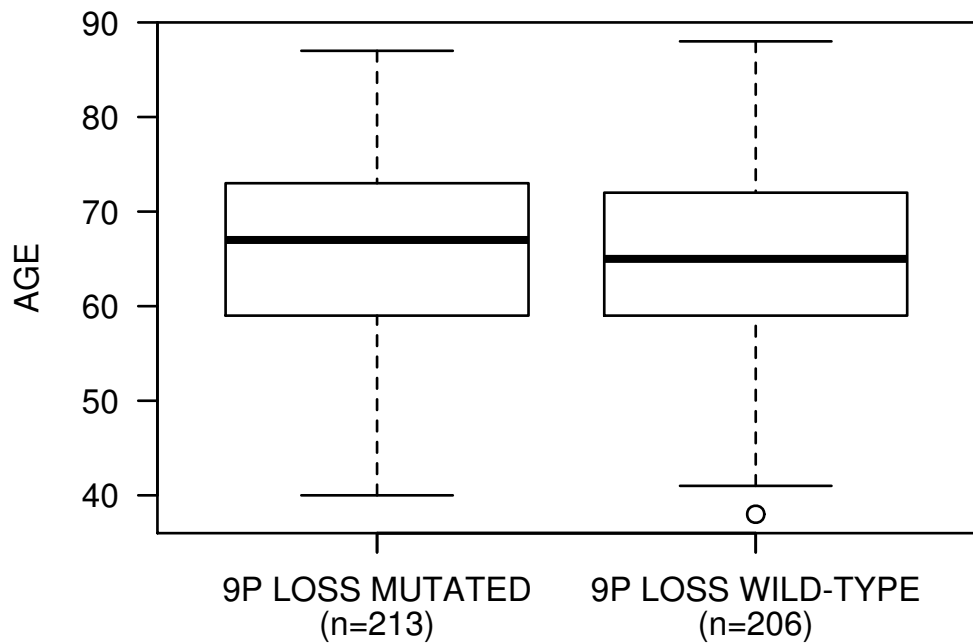 90
80
70
60
50
40
AGE
9P LOSS MUTATED
(n=213)
9P LOSS WILD-TYPE
(n=206)